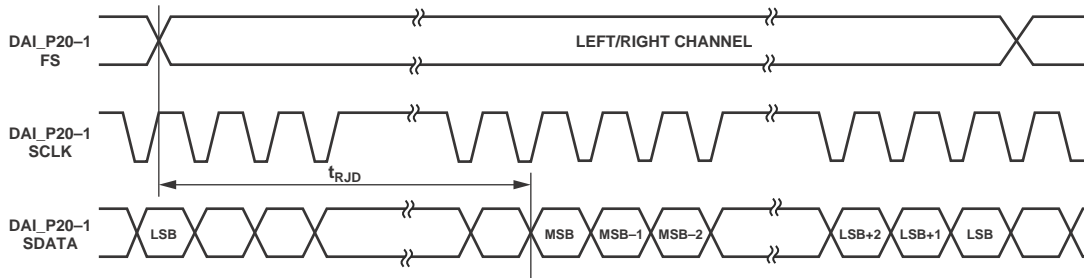 DAI_P20–1
FS
LEFT/RIGHT CHANNEL
DAI_P20–1
SCLK
tRJD
DAI_P20–1
SDATA
LSB
MSB
MSB–1
MSB–2
LSB+2
LSB+1
LSB